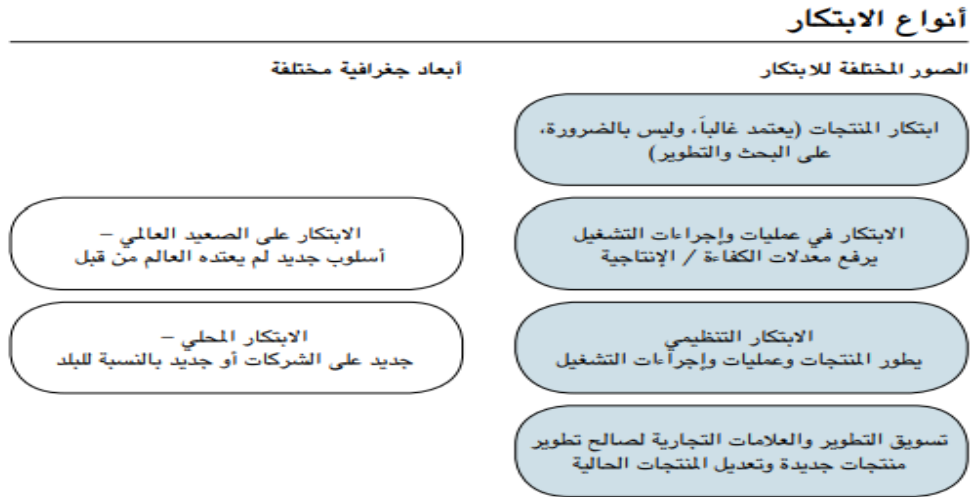 أنواع الابتكار
الصور المختلفة للابتكار
أبعاد جغرافية مختلفة
ابتكار المنتجات (يعتمد غالباً، وليس بالضرورة،
على البحث والتطوير)
الابتكار في عمليات وإجراءات التشغيل
يرفع معدلات الكفاءة / الإنتاجية
الابتكار على الصعيد العالمي –
أسلوب جديد لم يعتده العالم من قبل
الابتكار التنظيمي
يطور المنتجات وعمليات وإجراءات التشغيل
الابتكار المحلي –
جديد على الشركات أو جديد بالنسبة للبلد
تسويق التطوير والعلامات التجارية لصالح تطوير
منتجات جديدة وتعديل المنتجات الحالية